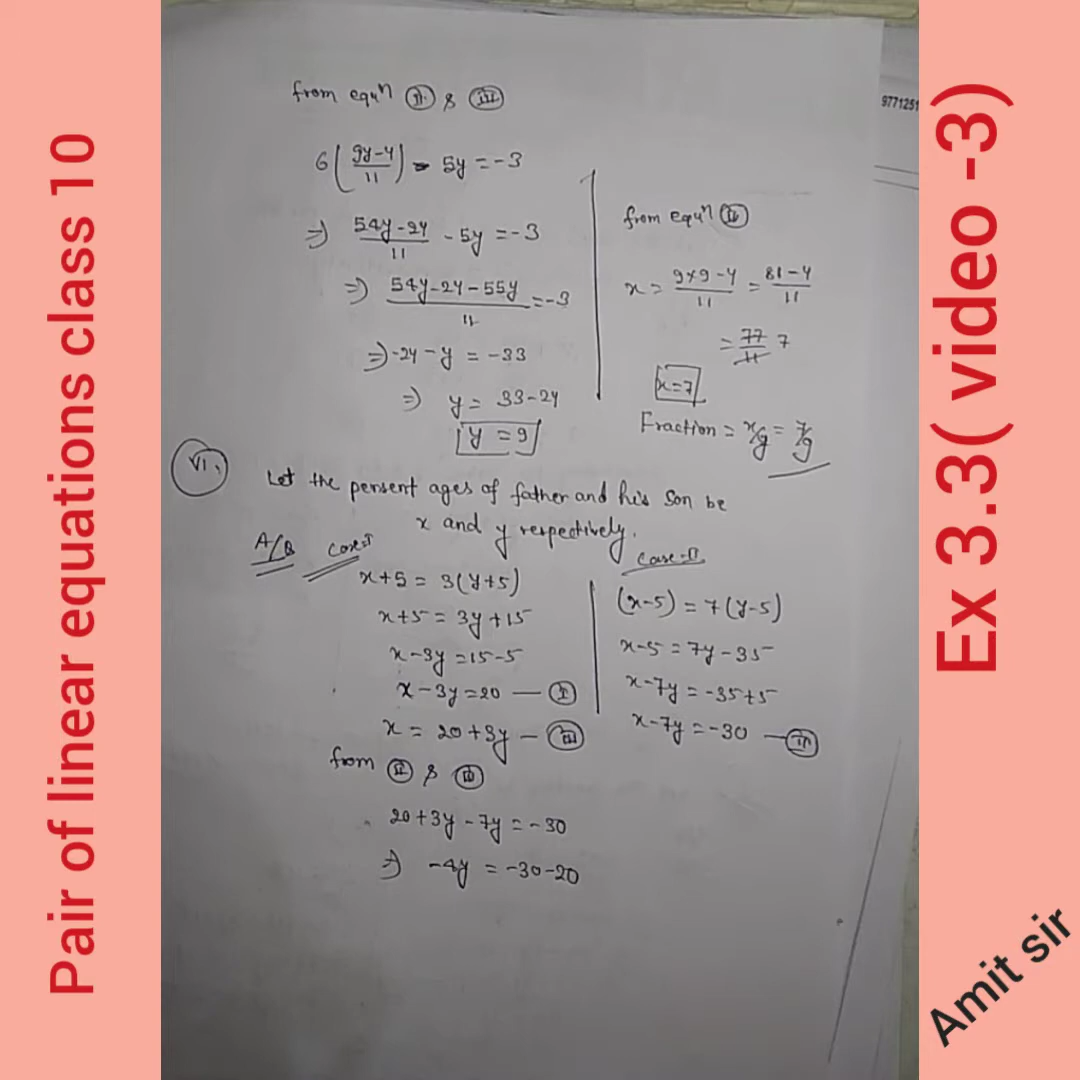 Pair of linear equations class 10
from equⁿ (II) & (III)
6((9y-4)/11) - 5y = -3
⇒ (54y-24)/11 - 5y = -3
⇒ (54y-24-55y)/11 = -3
⇒ -24-y = -33
⇒ y = 33-24
y = 9
from equⁿ (III)
x = (9×9-4)/11 = (81-4)/11
= 77/11 7
x=7
Fraction = x/y = 7/9
VI.
Let the persent ages of father and his son be
x and y respectively.
A/Q Case-I
x+5 = 3(y+5)
x+5 = 3y+15
x-3y = 15-5
x-3y=20 — (I)
x = 20+3y — (III)
Case-II
(x-5) = 7(y-5)
x-5 = 7y-35
x-7y = -35+5
x-7y = -30 — (II)
from (II) & (III)
20+3y-7y = -30
⇒ -4y = -30-20
9771251
Ex 3.3( video -3)
Amit sir